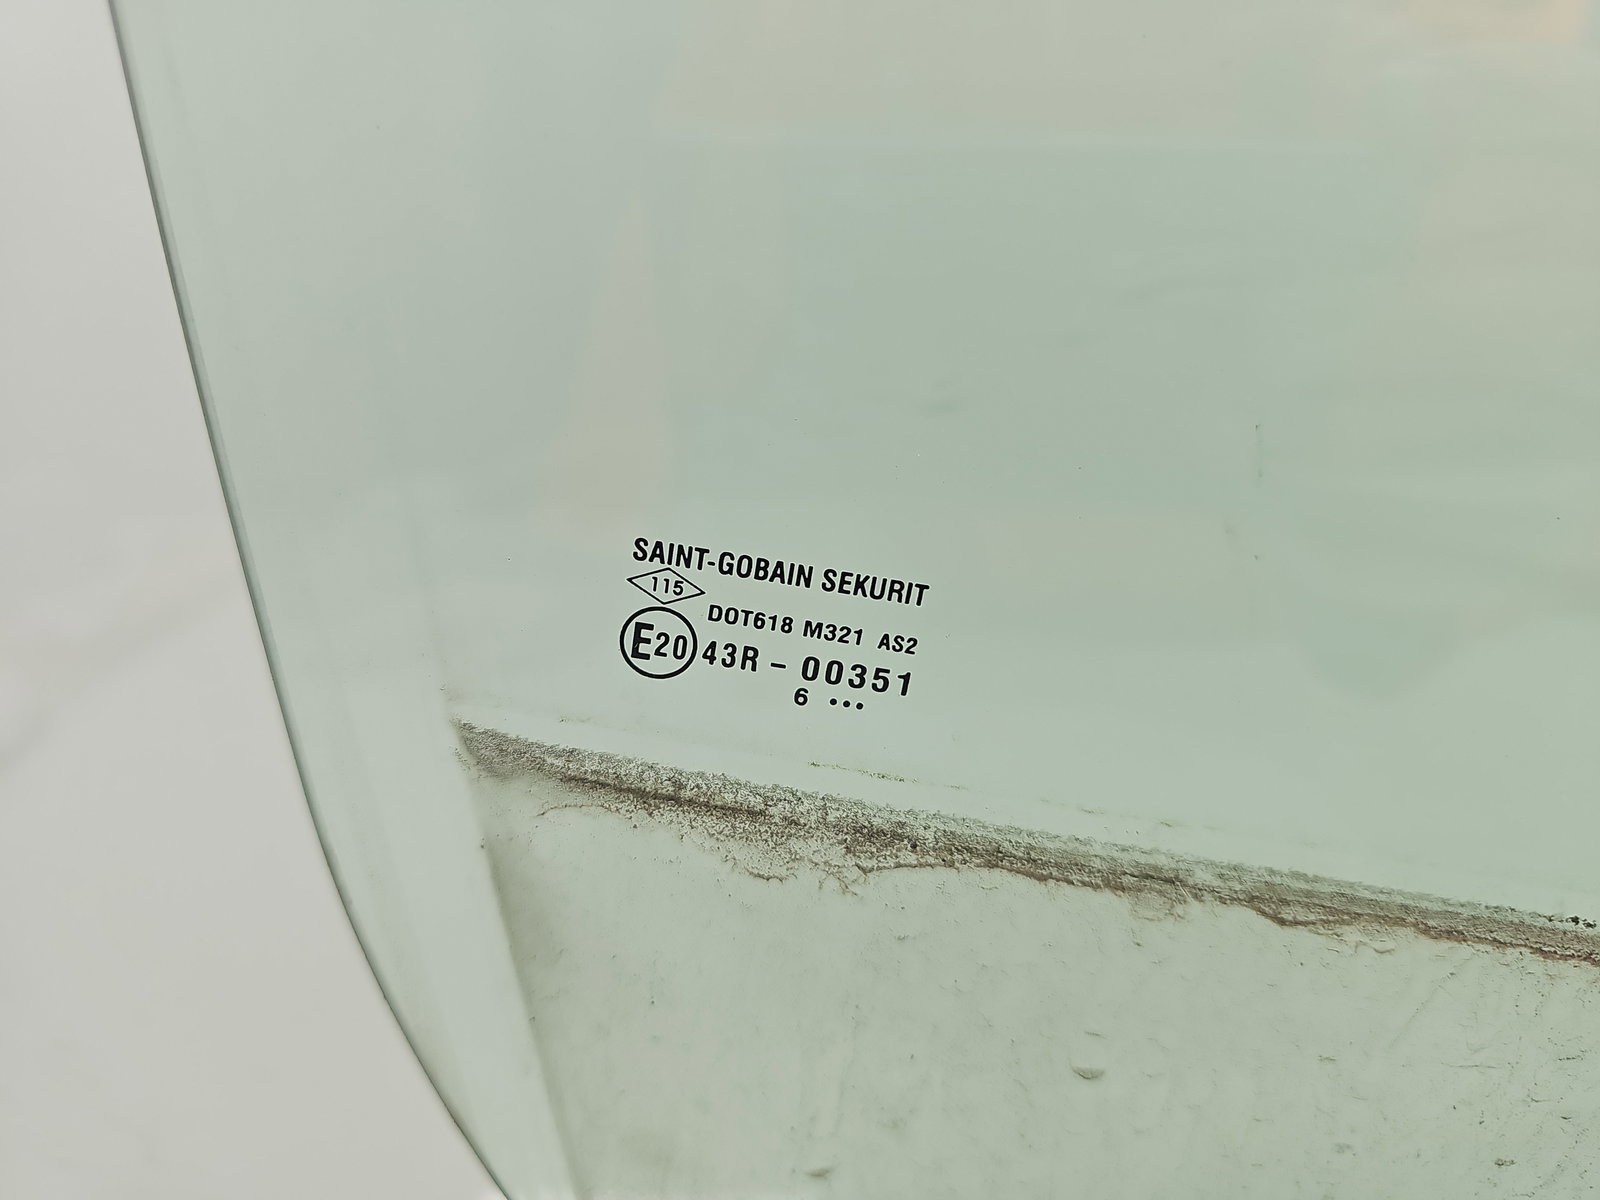 SAINT-GOBAIN SEKURIT
115
DOT618 M321 AS2
E20 43R - 00351
6 •••